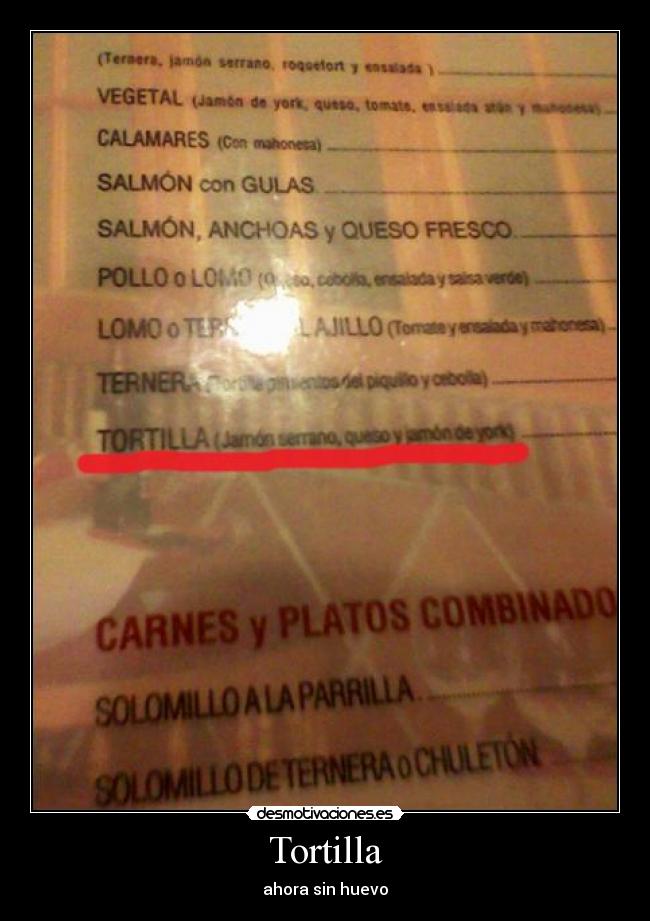 (Ternera, jamón serrano, roquefort y ensalada )
VEGETAL (Jamón de york, queso, tomate, ensalada atún y mahonesa)
CALAMARES (Con mahonesa)
SALMÓN con GULAS
SALMÓN, ANCHOAS y QUESO FRESCO
POLLO o LOMO (Queso, cebolla, ensalada y salsa verde)
LOMO o AJILLO (Tomate y ensalada y mahonesa)
TERNERA (Tortilla pimientos del piquillo y cebolla)
TORTILLA (Jamón serrano, queso y jamón de york)
CARNES y PLATOS COMBINADO
SOLOMILLO A LA PARRILLA
SOLOMILLO DE TERNERA o CHULETÓN
desmotivaciones.es
Tortilla
ahora sin huevo